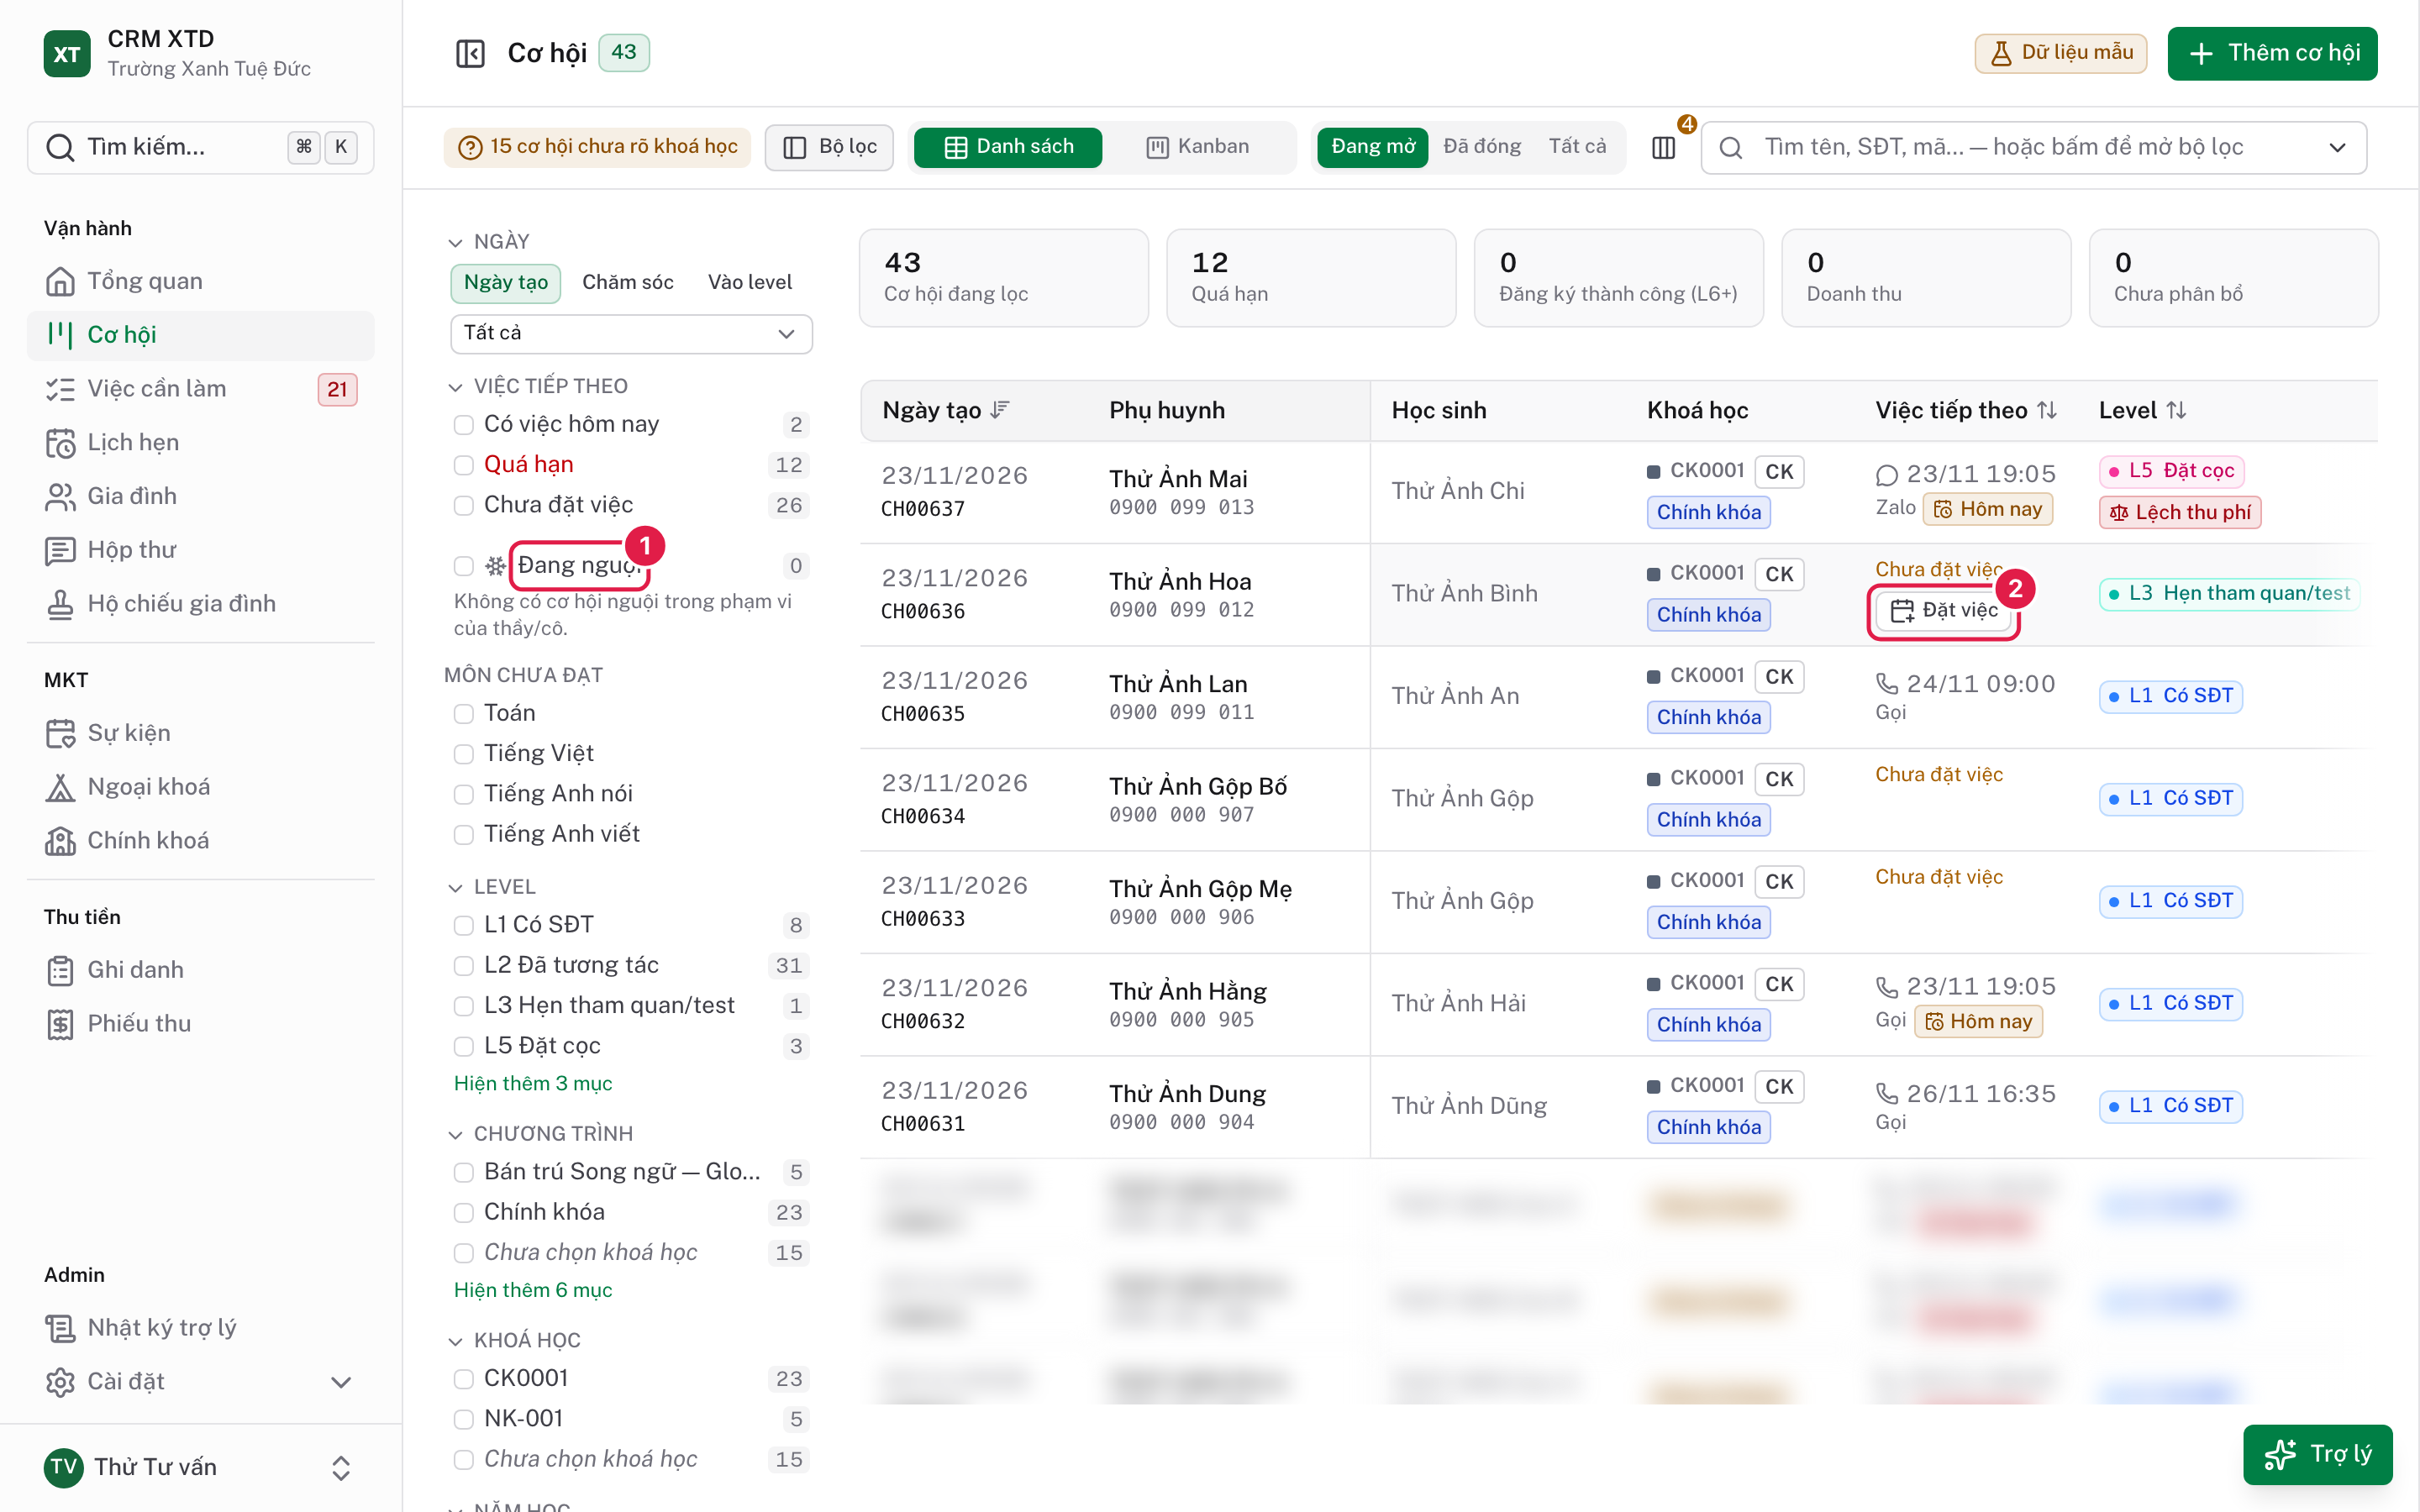 XT
CRM XTD
Trường Xanh Tuệ Đức
Tìm kiếm...
⌘ K
Vận hành
Tổng quan
Cơ hội
Việc cần làm 21
Lịch hẹn
Gia đình
Hộp thư
Hộ chiếu gia đình
MKT
Sự kiện
Ngoại khoá
Chính khoá
Thu tiền
Ghi danh
Phiếu thu
Admin
Nhật ký trợ lý
Cài đặt
TV Thử Tư vấn
Cơ hội 43
Dữ liệu mẫu
Thêm cơ hội
15 cơ hội chưa rõ khoá học
Bộ lọc
Danh sách
Kanban
Đang mở
Đã đóng
Tất cả
4
Tìm tên, SĐT, mã... — hoặc bấm để mở bộ lọc
NGÀY
Ngày tạo Chăm sóc Vào level
Tất cả
VIỆC TIẾP THEO
Có việc hôm nay 2
Quá hạn 12
Chưa đặt việc 26
1
Đang nguội 0
Không có cơ hội nguội trong phạm vi
của thầy/cô.
MÔN CHƯA ĐẠT
Toán
Tiếng Việt
Tiếng Anh nói
Tiếng Anh viết
LEVEL
L1 Có SĐT 8
L2 Đã tương tác 31
L3 Hẹn tham quan/test 1
L5 Đặt cọc 3
Hiện thêm 3 mục
CHƯƠNG TRÌNH
Bán trú Song ngữ — Glo... 5
Chính khóa 23
Chưa chọn khoá học 15
Hiện thêm 6 mục
KHOÁ HỌC
CK0001 23
NK-001 5
Chưa chọn khoá học 15
NĂM HỌC
43
Cơ hội đang lọc
12
Quá hạn
0
Đăng ký thành công (L6+)
0
Doanh thu
0
Chưa phân bổ
Ngày tạo Phụ huynh Học sinh Khoá học Việc tiếp theo Level
23/11/2026
CH00637
Thử Ảnh Mai
0900 099 013
Thử Ảnh Chi
CK0001 CK
Chính khóa
23/11 19:05
Zalo Hôm nay
L5 Đặt cọc
Lệch thu phí
23/11/2026
CH00636
Thử Ảnh Hoa
0900 099 012
Thử Ảnh Bình
CK0001 CK
Chính khóa
Chưa đặt việc
2
Đặt việc
L3 Hẹn tham quan/test
23/11/2026
CH00635
Thử Ảnh Lan
0900 099 011
Thử Ảnh An
CK0001 CK
Chính khóa
24/11 09:00
Gọi
L1 Có SĐT
23/11/2026
CH00634
Thử Ảnh Gộp Bố
0900 000 907
Thử Ảnh Gộp
CK0001 CK
Chính khóa
Chưa đặt việc
L1 Có SĐT
23/11/2026
CH00633
Thử Ảnh Gộp Mẹ
0900 000 906
Thử Ảnh Gộp
CK0001 CK
Chính khóa
Chưa đặt việc
L1 Có SĐT
23/11/2026
CH00632
Thử Ảnh Hằng
0900 000 905
Thử Ảnh Hải
CK0001 CK
Chính khóa
23/11 19:05
Gọi Hôm nay
L1 Có SĐT
23/11/2026
CH00631
Thử Ảnh Dung
0900 000 904
Thử Ảnh Dũng
CK0001 CK
Chính khóa
26/11 16:35
Gọi
L1 Có SĐT
Trợ lý